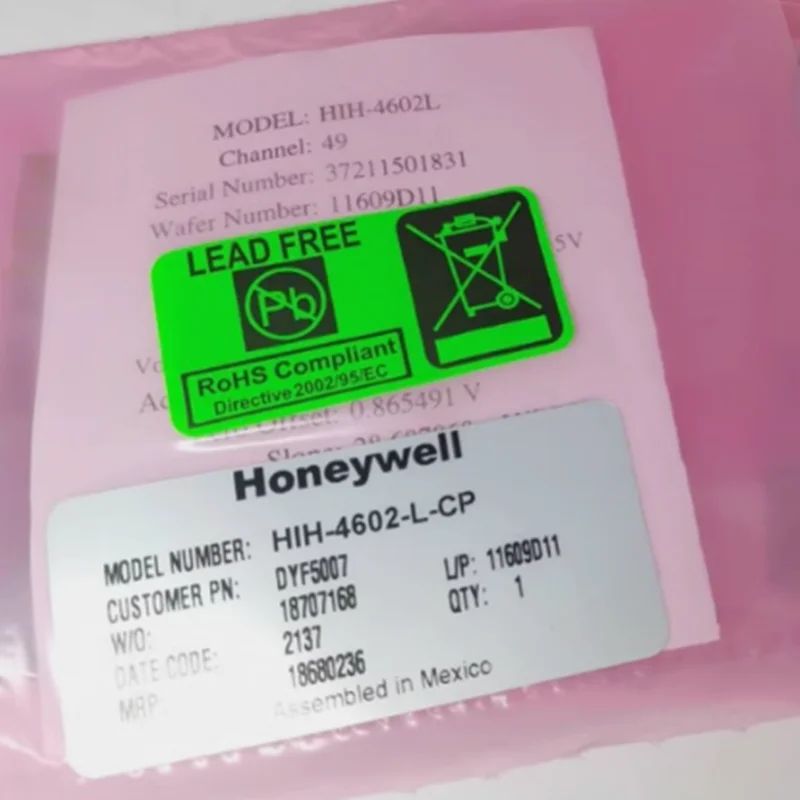 MODEL: HIH-4602L
Channel: 49
Serial Number: 37211501831
Wafer Number: 11609D11
5V
LEAD FREE
Pb
RoHS Compliant
Directive 2002/95/EC
Offset: 0.865491 V
Honeywell
MODEL NUMBER: HIH-4602-L-CP
CUSTOMER PN: DYF5007 L/P: 11609D11
W/O: 18707168 QTY: 1
DATE CODE: 2137
MRP: 18680236
Assembled in Mexico